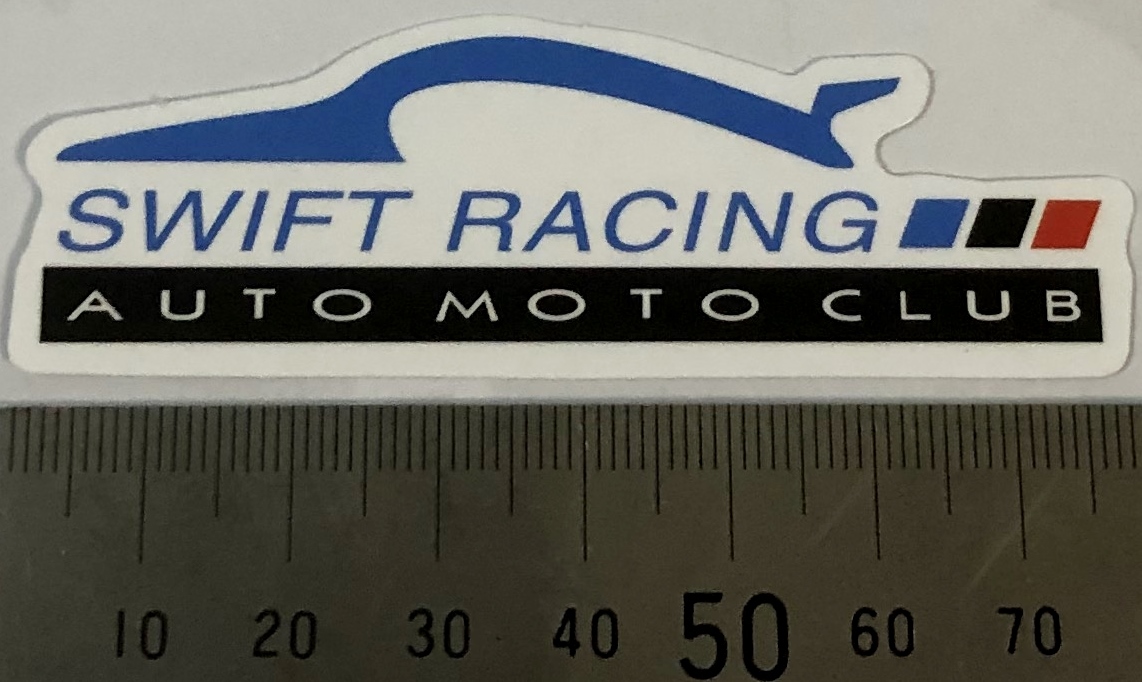 SWIFT RACING
AUTO MOTO CLUB
10 20 30 40 50 60 70